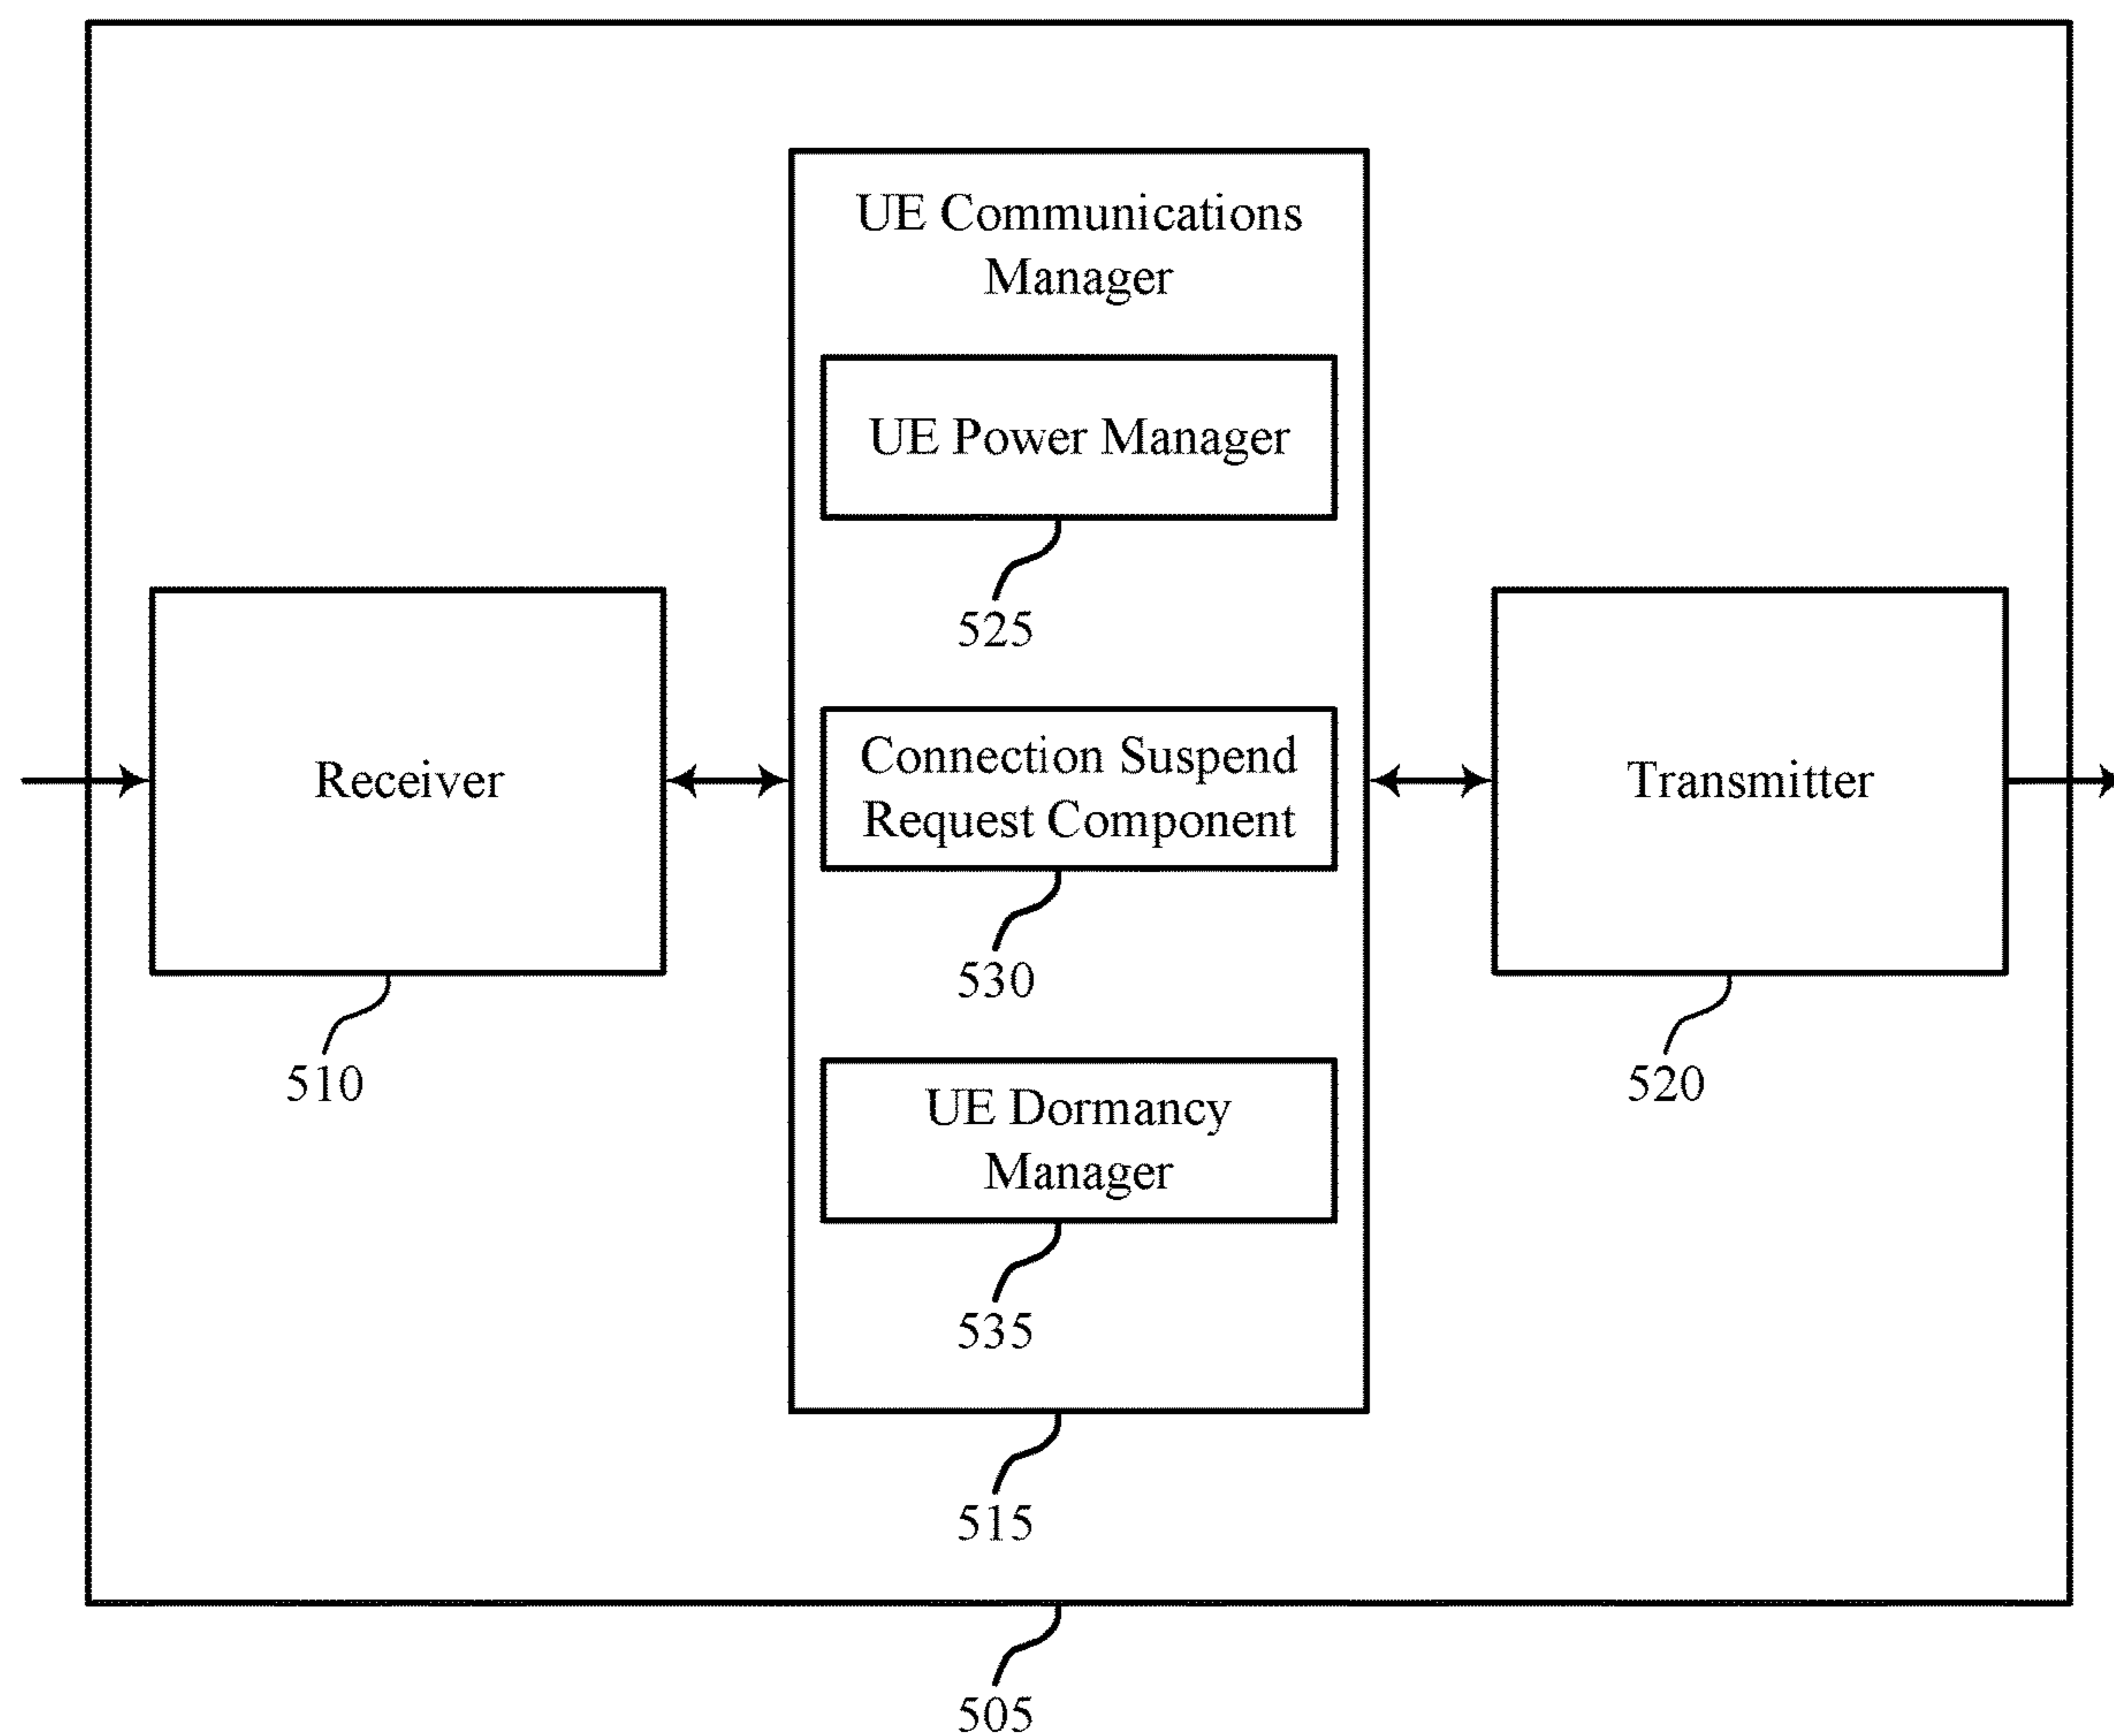 UE Communications
Manager
UE Power Manager
525
Receiver
510
Connection Suspend
Request Component
530
Transmitter
520
UE Dormancy
Manager
535
515
505